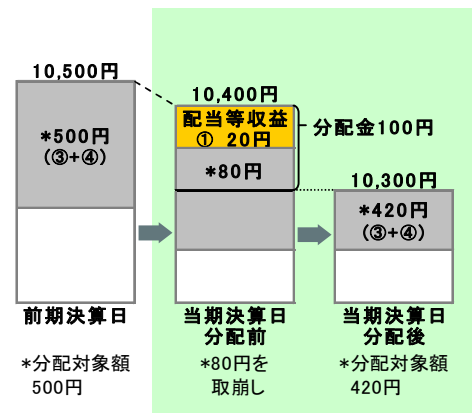 10,500円
*500円
(③+④)
前期決算日
*分配対象額
500円
10,400円
配当等収益
① 20円
*80円
分配金100円
当期決算日
分配前
*80円を
取崩し
10,300円
*420円
(③+④)
当期決算日
分配後
*分配対象額
420円